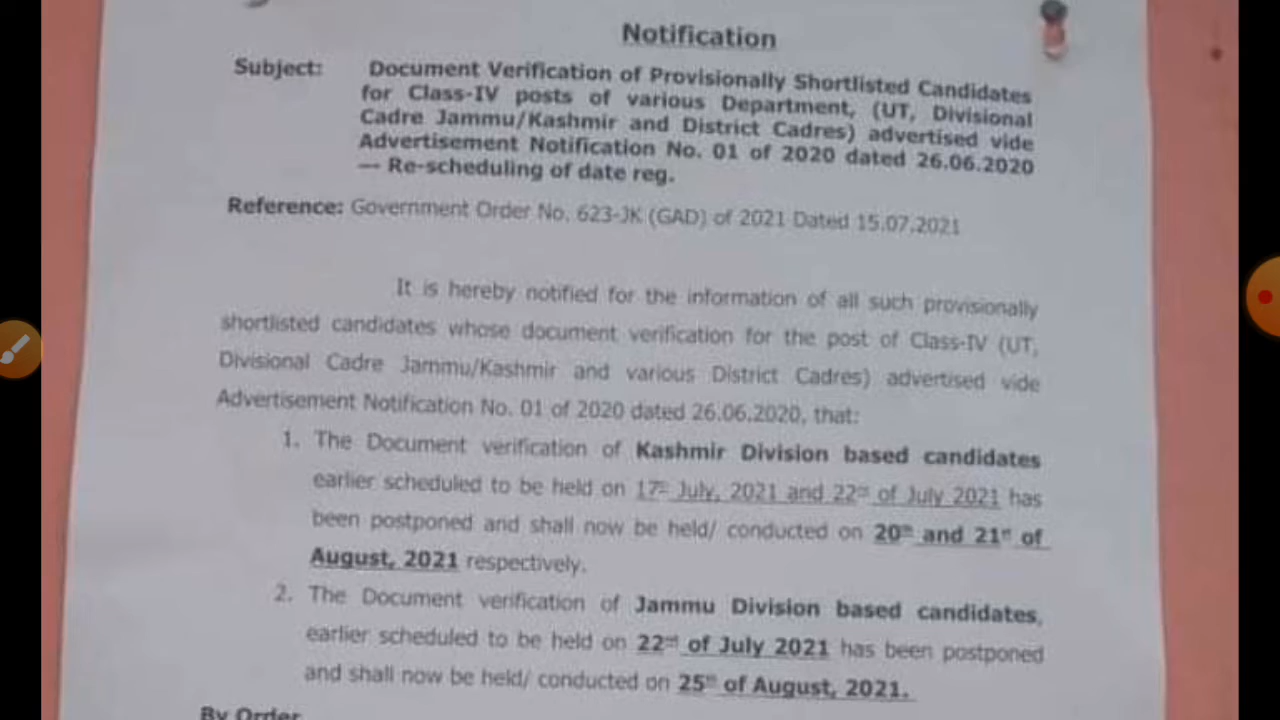 Notification
Subject: Document Verification of Provisionally Shortlisted Candidates
for Class-IV posts of various Department, (UT, Divisional
Cadre Jammu/Kashmir and District Cadres) advertised vide
Advertisement Notification No. 01 of 2020 dated 26.06.2020
— Re-scheduling of date reg.
Reference: Government Order No. 623-JK (GAD) of 2021 Dated 15.07.2021
It is hereby notified for the information of all such provisionally
shortlisted candidates whose document verification for the post of Class-IV (UT,
Divisional Cadre Jammu/Kashmir and various District Cadres) advertised vide
Advertisement Notification No. 01 of 2020 dated 26.06.2020, that:
1. The Document verification of Kashmir Division based candidates
earlier scheduled to be held on 17th July, 2021 and 22nd of July 2021 has
been postponed and shall now be held/ conducted on 20th and 21st of
August, 2021 respectively.
2. The Document verification of Jammu Division based candidates,
earlier scheduled to be held on 22nd of July 2021 has been postponed
and shall now be held/ conducted on 25th of August, 2021.
By Order